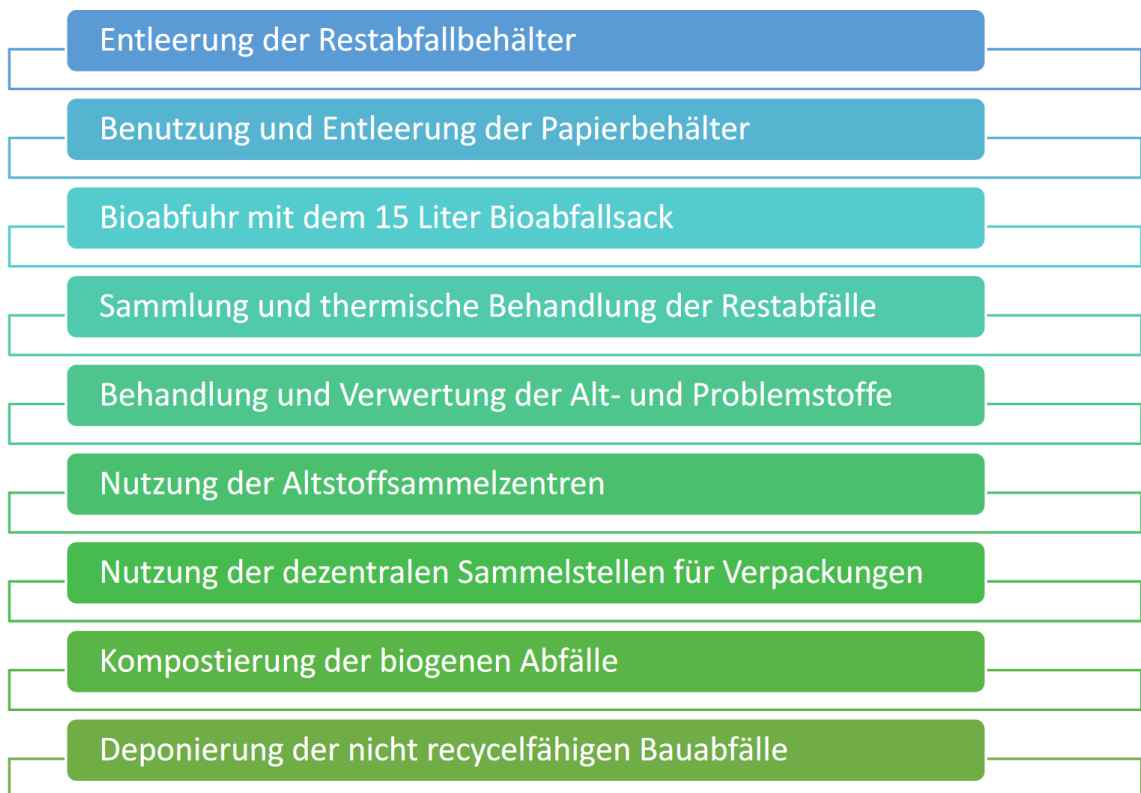 Entleerung der Restabfallbehälter
Benutzung und Entleerung der Papierbehälter
Bioabfuhr mit dem 15 Liter Bioabfallsack
Sammlung und thermische Behandlung der Restabfälle
Behandlung und Verwertung der Alt- und Problemstoffe
Nutzung der Altstoffsammelzentren
Nutzung der dezentralen Sammelstellen für Verpackungen
Kompostierung der biogenen Abfälle
Deponierung der nicht recycelfähigen Bauabfälle